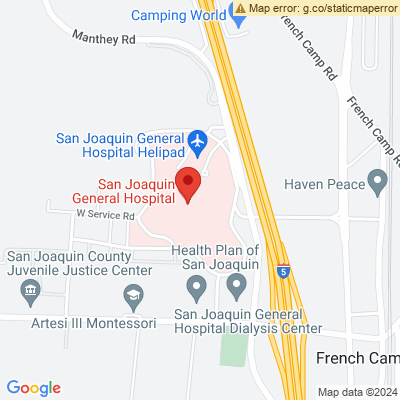 Map error: g.co/staticmaperror
Camping World
Manthey Rd
French Camp Rd
French Camp Rd
San Joaquin General
Hospital Helipad
San Joaquin
General Hospital
Haven Peace
W Service Rd
San Joaquin County
Juvenile Justice Center
Health Plan of
San Joaquin
5
San Joaquin General
Hospital Dialysis Center
Artesi III Montessori
French Cam
Google
Map data ©2024